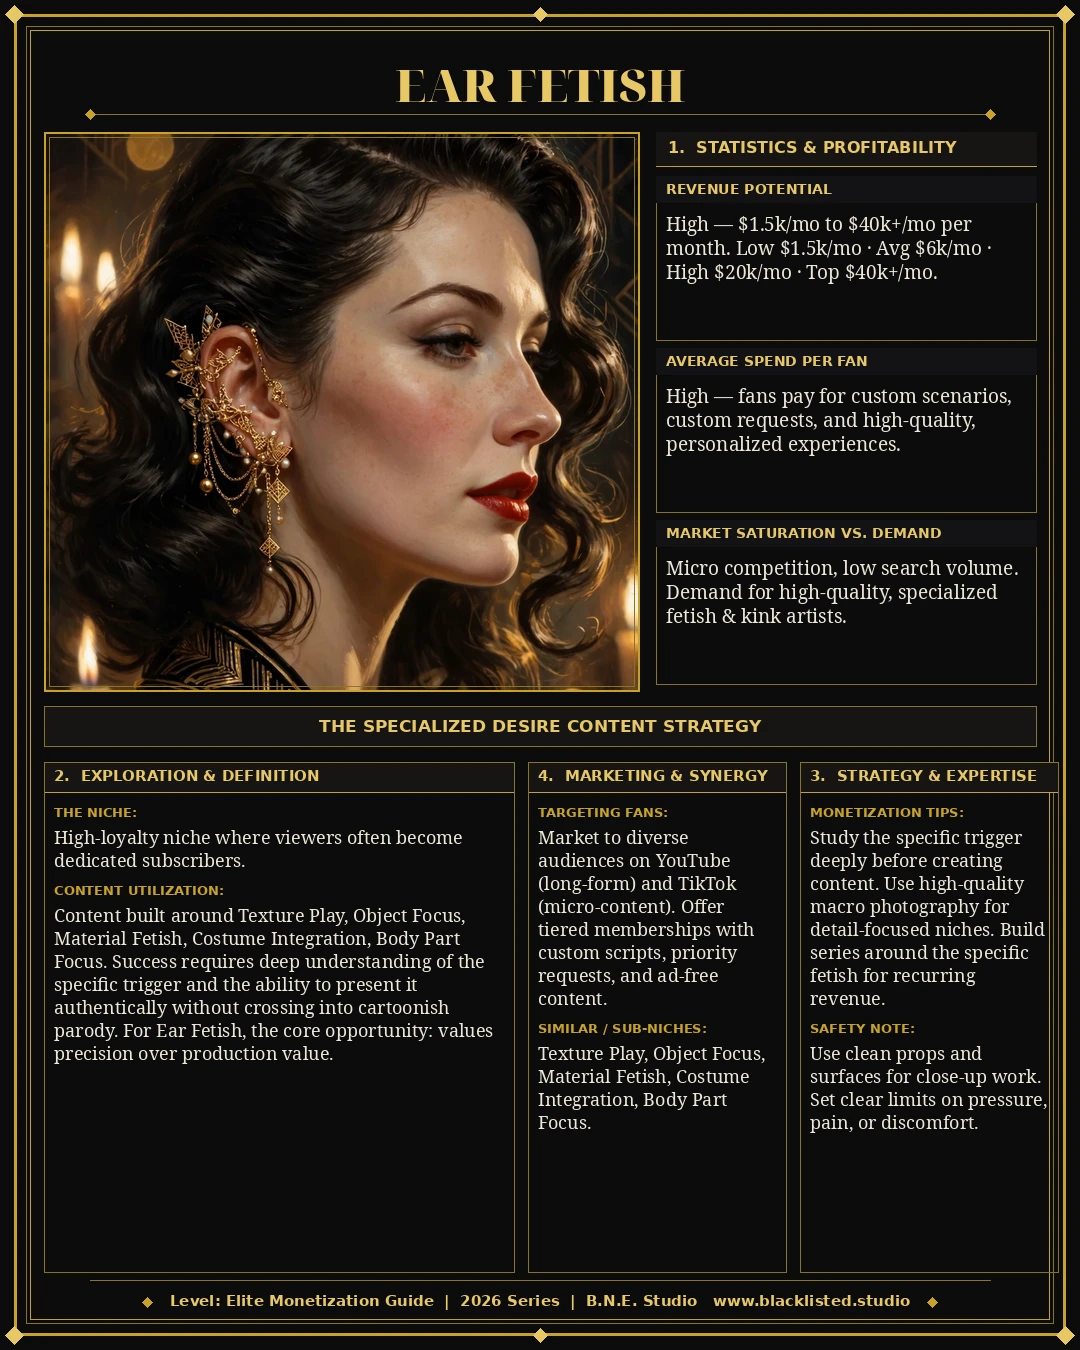 EAR FETISH
1. STATISTICS & PROFITABILITY
REVENUE POTENTIAL
High — $1.5k/mo to $40k+/mo per
month. Low $1.5k/mo · Avg $6k/mo ·
High $20k/mo · Top $40k+/mo.
AVERAGE SPEND PER FAN
High — fans pay for custom scenarios,
custom requests, and high-quality,
personalized experiences.
MARKET SATURATION VS. DEMAND
Micro competition, low search volume.
Demand for high-quality, specialized
fetish & kink artists.
THE SPECIALIZED DESIRE CONTENT STRATEGY
2. EXPLORATION & DEFINITION
THE NICHE:
High-loyalty niche where viewers often become
dedicated subscribers.
CONTENT UTILIZATION:
Content built around Texture Play, Object Focus,
Material Fetish, Costume Integration, Body Part
Focus. Success requires deep understanding of the
specific trigger and the ability to present it
authentically without crossing into cartoonish
parody. For Ear Fetish, the core opportunity: values
precision over production value.
4. MARKETING & SYNERGY
TARGETING FANS:
Market to diverse
audiences on YouTube
(long-form) and TikTok
(micro-content). Offer
tiered memberships with
custom scripts, priority
requests, and ad-free
content.
SIMILAR / SUB-NICHES:
Texture Play, Object Focus,
Material Fetish, Costume
Integration, Body Part
Focus.
3. STRATEGY & EXPERTISE
MONETIZATION TIPS:
Study the specific trigger
deeply before creating
content. Use high-quality
macro photography for
detail-focused niches. Build
series around the specific
fetish for recurring
revenue.
SAFETY NOTE:
Use clean props and
surfaces for close-up work.
Set clear limits on pressure,
pain, or discomfort.
Level: Elite Monetization Guide | 2026 Series | B.N.E. Studio www.blacklisted.studio